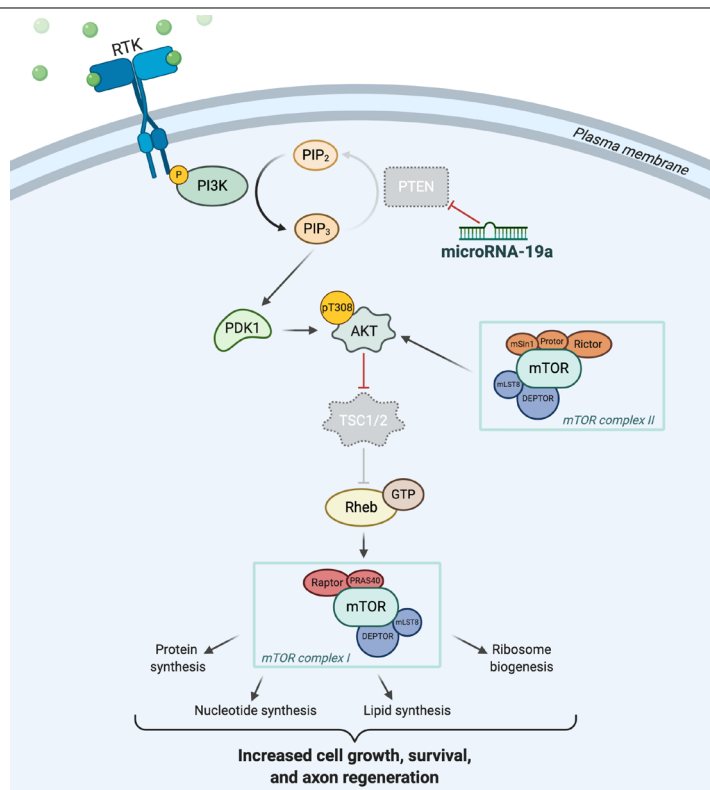 RTK
Plasma membrane
P
PI3K
PIP2
PIP3
PTEN
microRNA-19a
PDK1
pT308
AKT
mSin1
Protor
Rictor
mTOR
mLST8
DEPTOR
mTOR complex II
TSC1/2
Rheb
GTP
Raptor
PRAS40
mTOR
mLST8
DEPTOR
mTOR complex I
Protein
synthesis
Ribosome
biogenesis
Nucleotide synthesis
Lipid synthesis
Increased cell growth, survival,
and axon regeneration